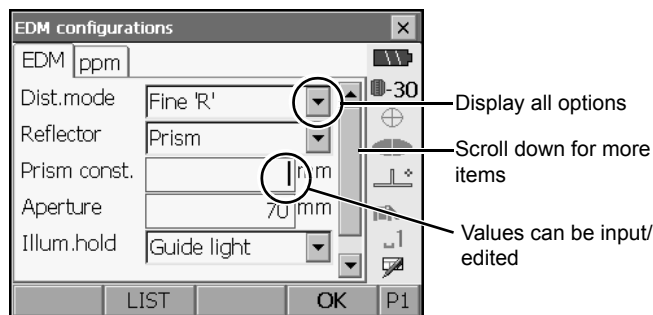 EDM configurations
EDM ppm
Dist.mode Fine 'R'
-30
Display all options
Reflector Prism
Scroll down for more
items
Prism const. mm
Aperture 70 mm
Values can be input/
edited
Illum.hold Guide light
1
LIST OK P1